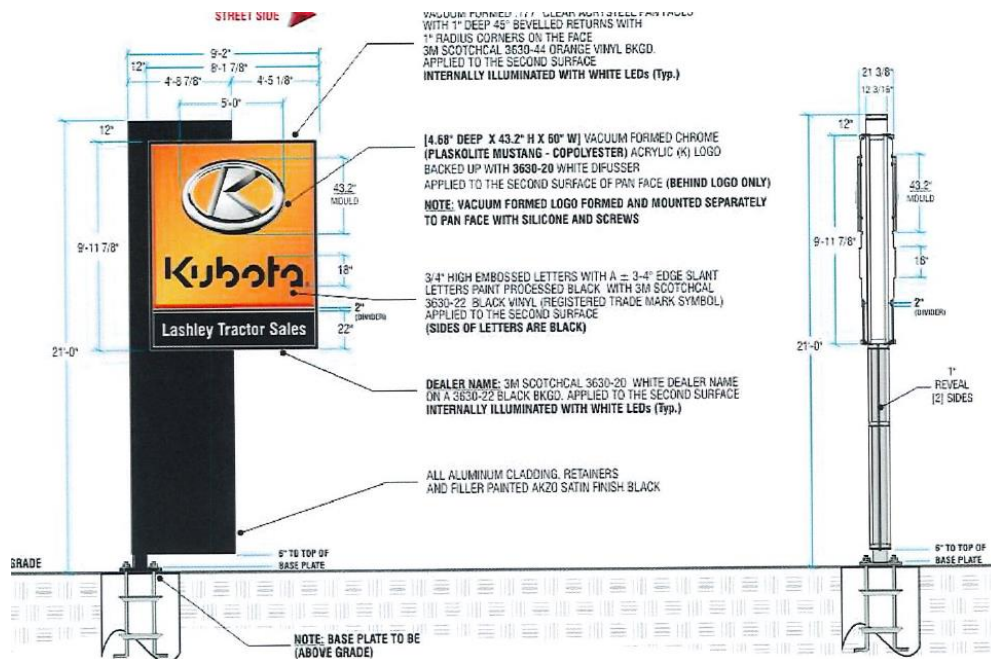 STREET SIDE
VACUUM FORMED .177" CLEAR ACRYSTEEL PAN FACES
WITH 1" DEEP 45° BEVELLED RETURNS WITH
1" RADIUS CORNERS ON THE FACE
3M SCOTCHCAL 3630-44 ORANGE VINYL BKGD.
APPLIED TO THE SECOND SURFACE
INTERNALLY ILLUMINATED WITH WHITE LEDs (Typ.)
9'-2"
12"
8'-1 7/8"
4'-8 7/8"
4'-5 1/8"
5'-0"
12"
[4.68" DEEP X 43.2" H X 60" W] VACUUM FORMED CHROME
(PLASKOLITE MUSTANG - COPOLYESTER) ACRYLIC (K) LOGO
BACKED UP WITH 3630-20 WHITE DIFUSSER
APPLIED TO THE SECOND SURFACE OF PAN FACE (BEHIND LOGO ONLY)
NOTE: VACUUM FORMED LOGO FORMED AND MOUNTED SEPARATELY
TO PAN FACE WITH SILICONE AND SCREWS
43.2"
MOULD
9'-11 7/8"
Kubota
18"
3/4" HIGH EMBOSSED LETTERS WITH A ± 3-4° EDGE SLANT
LETTERS PAINT PROCESSED BLACK WITH 3M SCOTCHCAL
3630-22 BLACK VINYL (REGISTERED TRADE MARK SYMBOL)
APPLIED TO THE SECOND SURFACE
(SIDES OF LETTERS ARE BLACK)
2"
(DIVIDER)
Lashley Tractor Sales
22"
21'-0"
DEALER NAME: 3M SCOTCHCAL 3630-20 WHITE DEALER NAME
ON A 3630-22 BLACK BKGD. APPLIED TO THE SECOND SURFACE
INTERNALLY ILLUMINATED WITH WHITE LEDs (Typ.)
ALL ALUMINUM CLADDING, RETAINERS
AND FILLER PAINTED AKZO SATIN FINISH BLACK
GRADE
6" TO TOP OF
BASE PLATE
NOTE: BASE PLATE TO BE
(ABOVE GRADE)
21 3/8"
12 3/16"
12"
43.2"
MOULD
9'-11 7/8"
2"
(DIVIDER)
21'-0"
1"
REVEAL
[2] SIDES
6" TO TOP OF
BASE PLATE